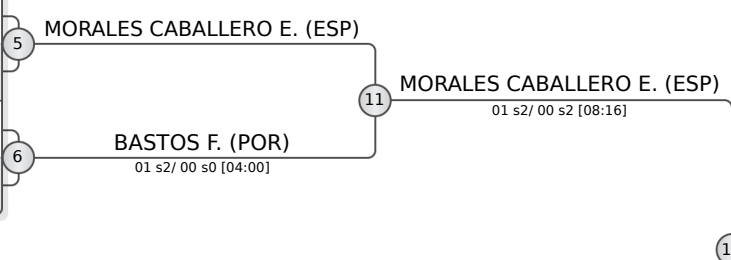 5
MORALES CABALLERO E. (ESP)
11
MORALES CABALLERO E. (ESP)
01 s2/ 00 s2 [08:16]
6
BASTOS F. (POR)
01 s2/ 00 s0 [04:00]